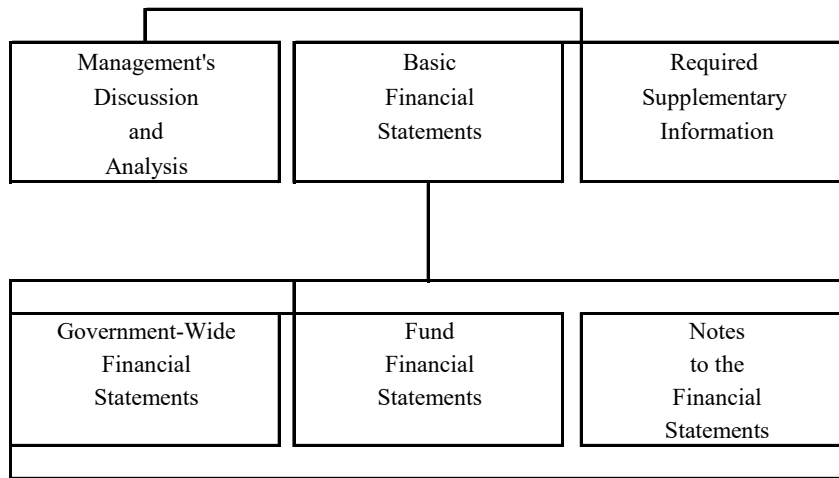 Management's
Discussion
and
Analysis
Basic
Financial
Statements
Required
Supplementary
Information
Government-Wide
Financial
Statements
Fund
Financial
Statements
Notes
to the
Financial
Statements